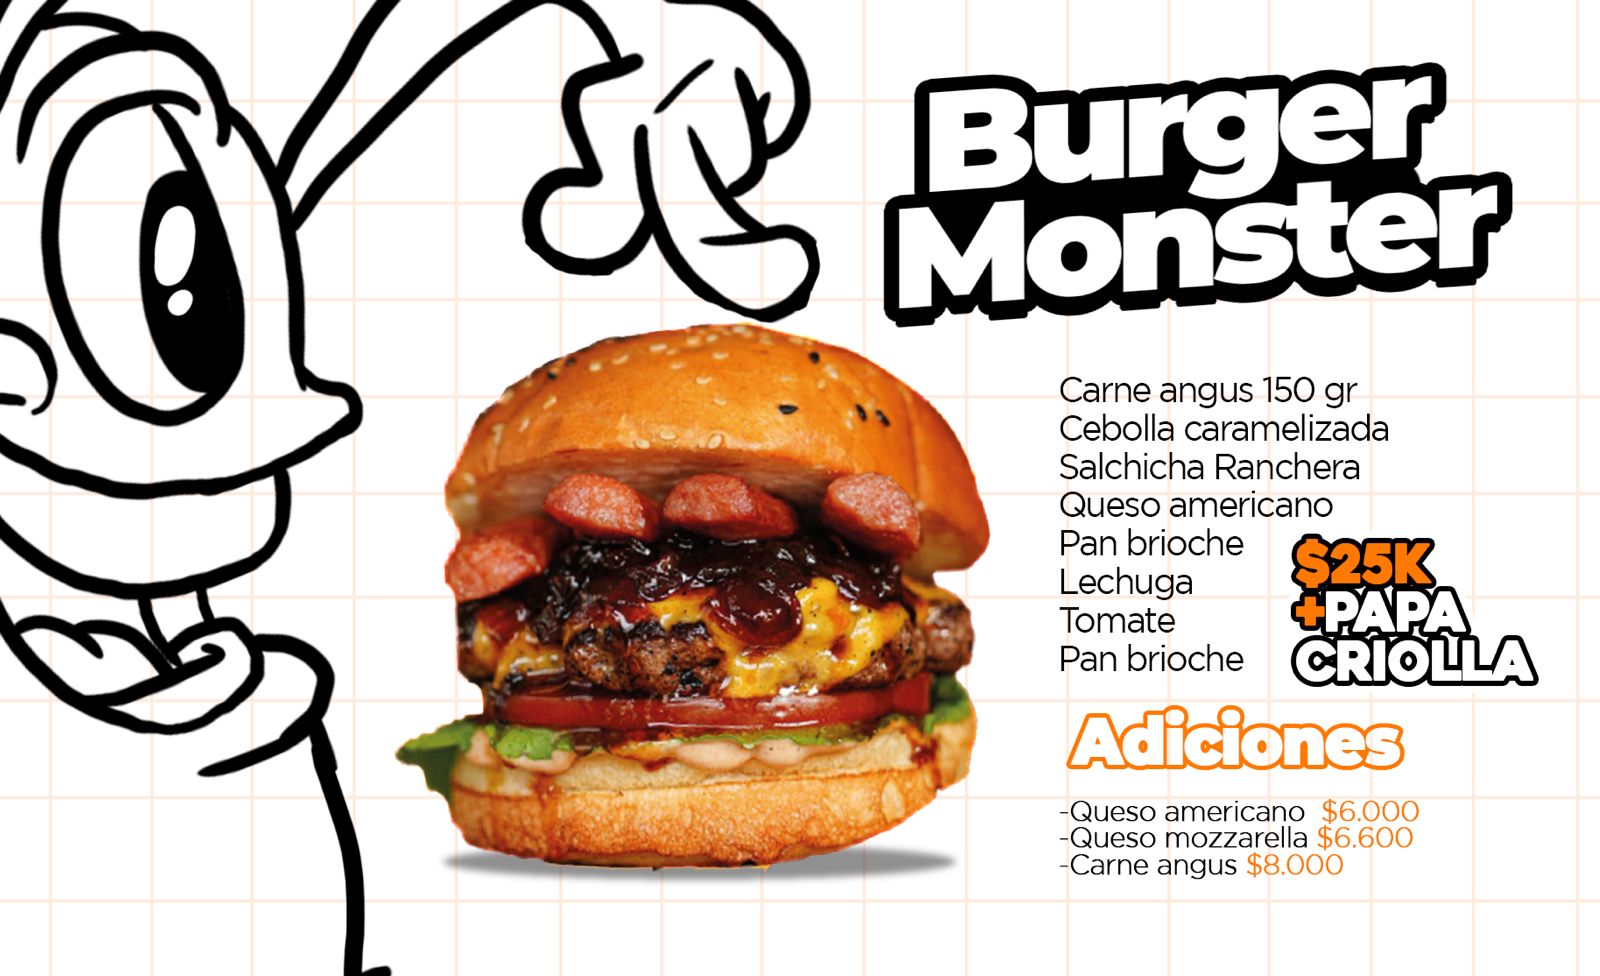 Burger
Monster
Carne angus 150 gr
Cebolla caramelizada
Salchicha Ranchera
Queso americano
Pan brioche
Lechuga
Tomate
Pan brioche
$25K
+PAPA
CRIOLLA
Adiciones
-Queso americano $6.000
-Queso mozzarella $6.600
-Carne angus $8.000